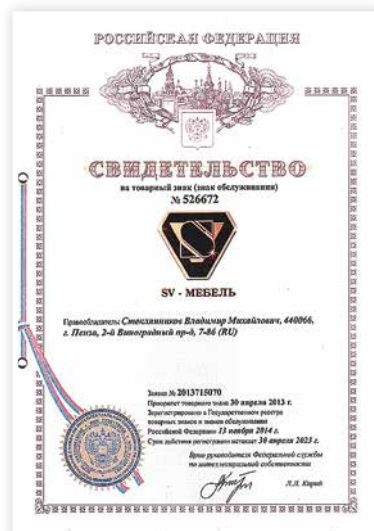 РОССИЙСКАЯ ФЕДЕРАЦИЯ
СВИДЕТЕЛЬСТВО
на товарный знак (знак обслуживания)
№ 526672
SV - МЕБЕЛЬ
Правообладатель: Стеклянников Владимир Михайлович, 440066,
г. Пенза, 2-й Виноградный пр-д, 7-86 (RU)
Заявка № 2013715070
Приоритет товарного знака 30 апреля 2013 г.
Зарегистрировано в Государственном реестре
товарных знаков и знаков обслуживания
Российской Федерации 13 ноября 2014 г.
Срок действия регистрации истекает 30 апреля 2023 г.
Врио руководителя Федеральной службы
по интеллектуальной собственности
Л.Л. Кирий